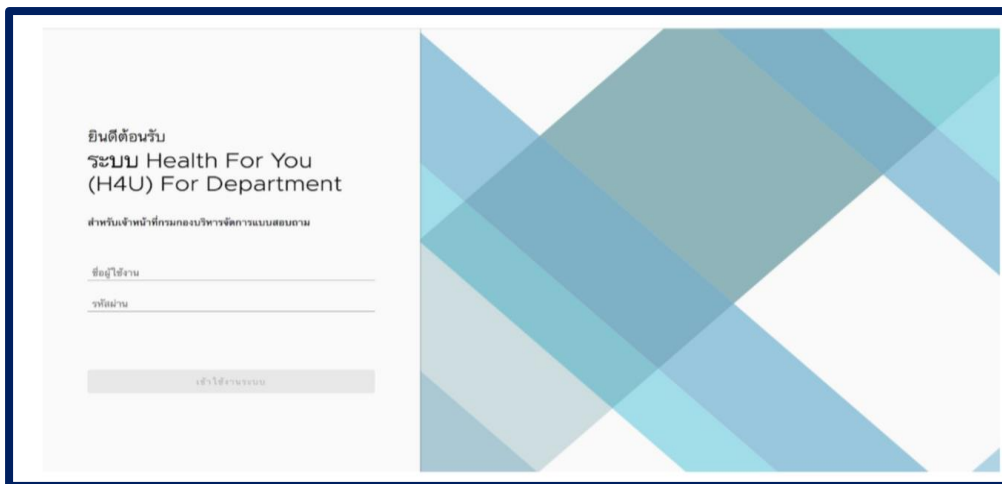 ยินดีต้อนรับ
ระบบ Health For You
(H4U) For Department
สำหรับเจ้าหน้าที่กรมกองบริหารจัดการแบบสอบถาม
ชื่อผู้ใช้งาน
รหัสผ่าน
เข้าใช้งานระบบ